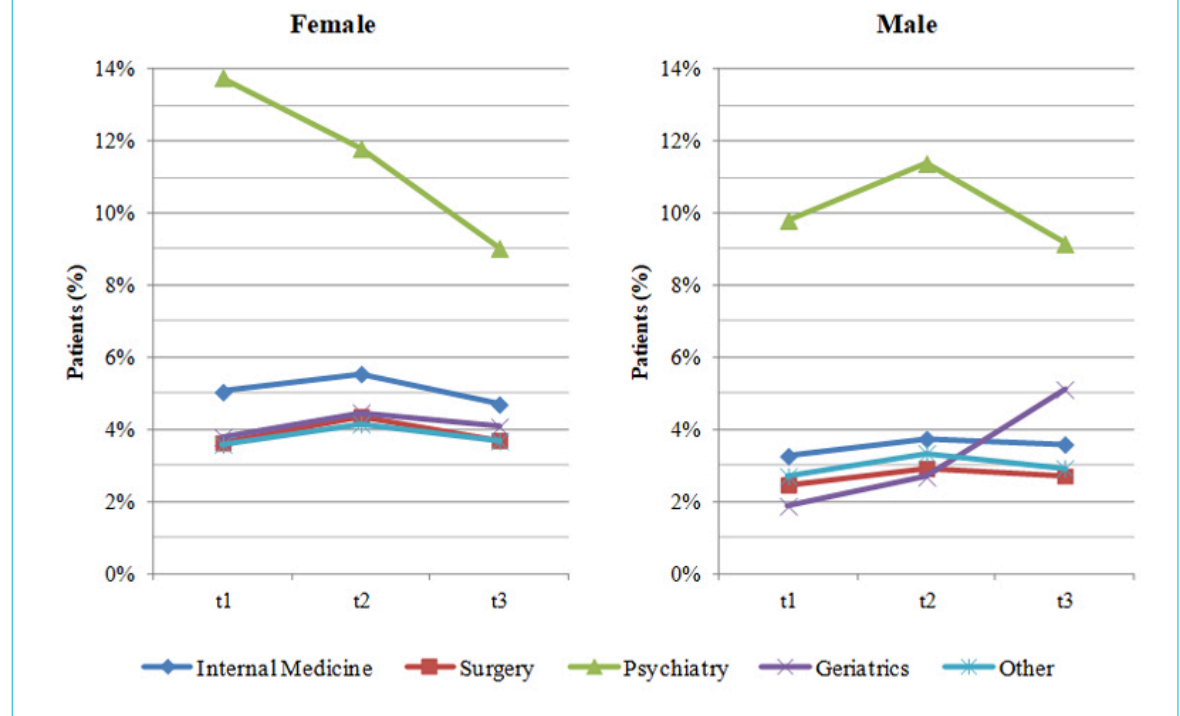 Female
Patients (%)
14%
12%
10%
8%
6%
4%
2%
0%
t1 t2 t3
Male
Patients (%)
14%
12%
10%
8%
6%
4%
2%
0%
t1 t2 t3
Internal Medicine Surgery Psychiatry Geriatrics Other